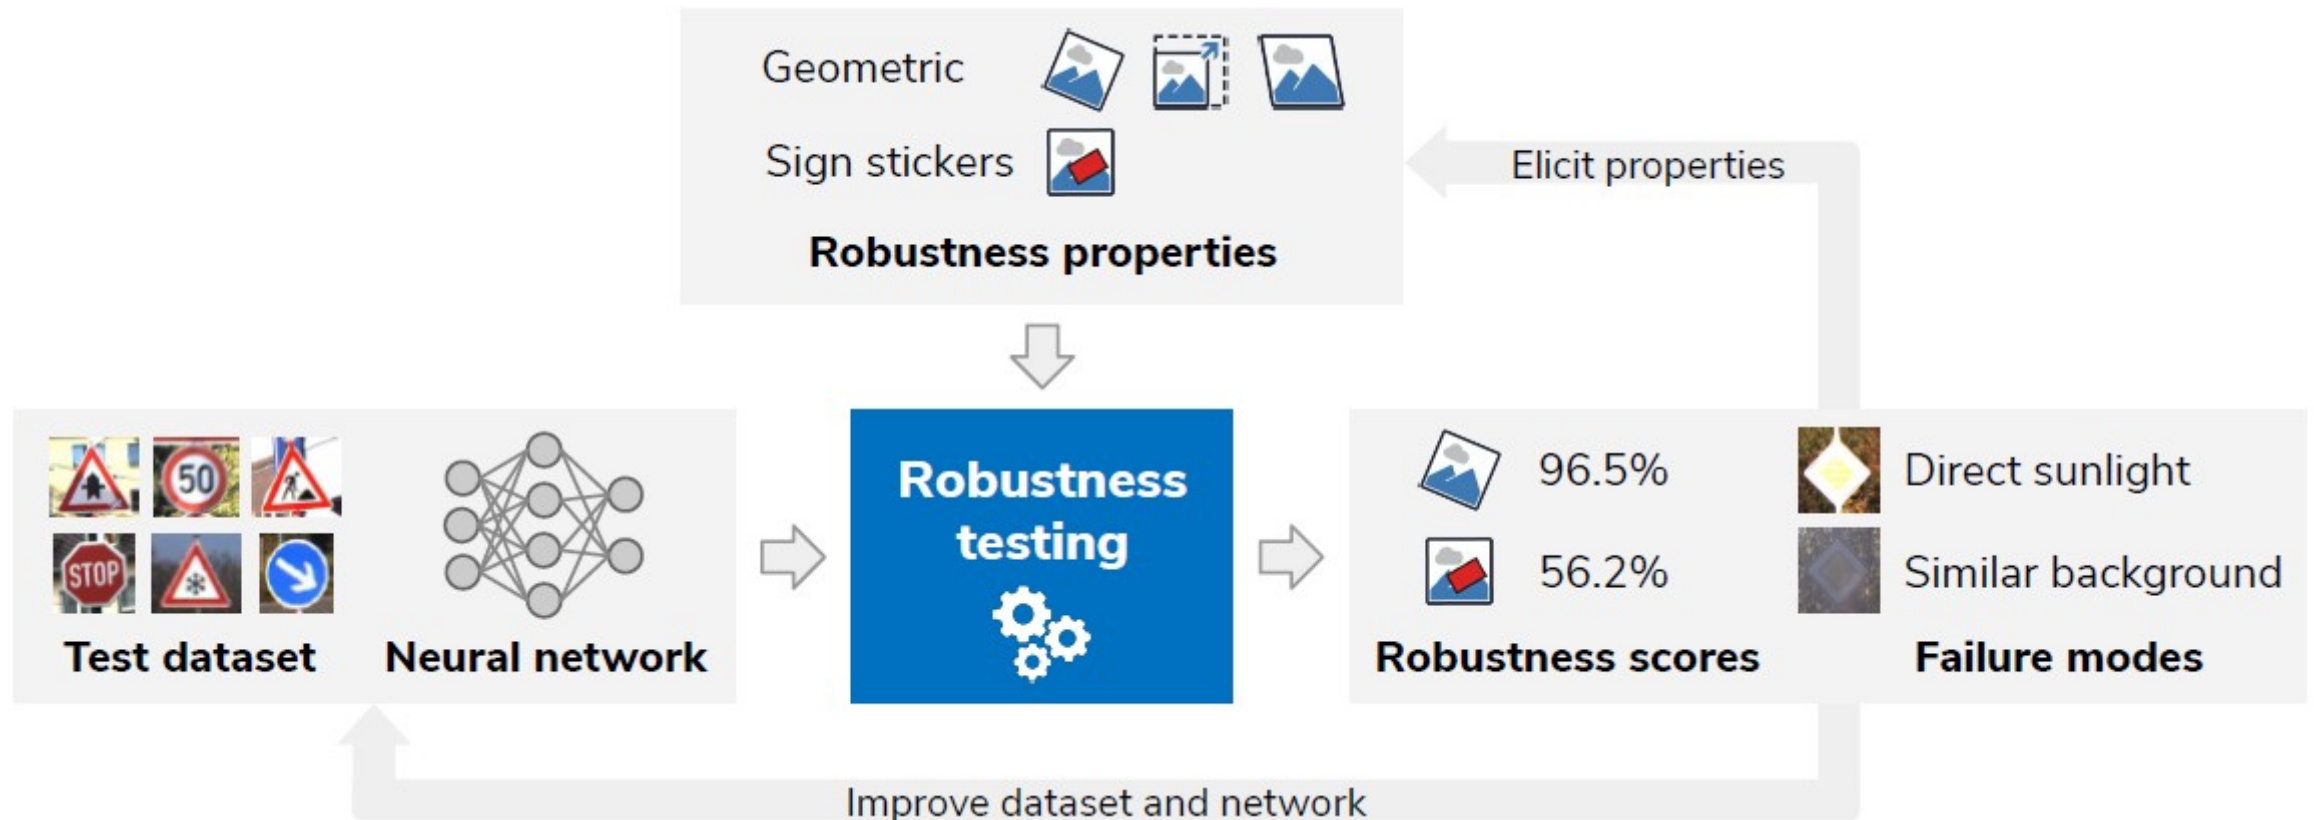 Geometric
Sign stickers
Robustness properties
Elicit properties
50
STOP
Test dataset
Neural network
Robustness
testing
96.5%
56.2%
Robustness scores
Direct sunlight
Similar background
Failure modes
Improve dataset and network